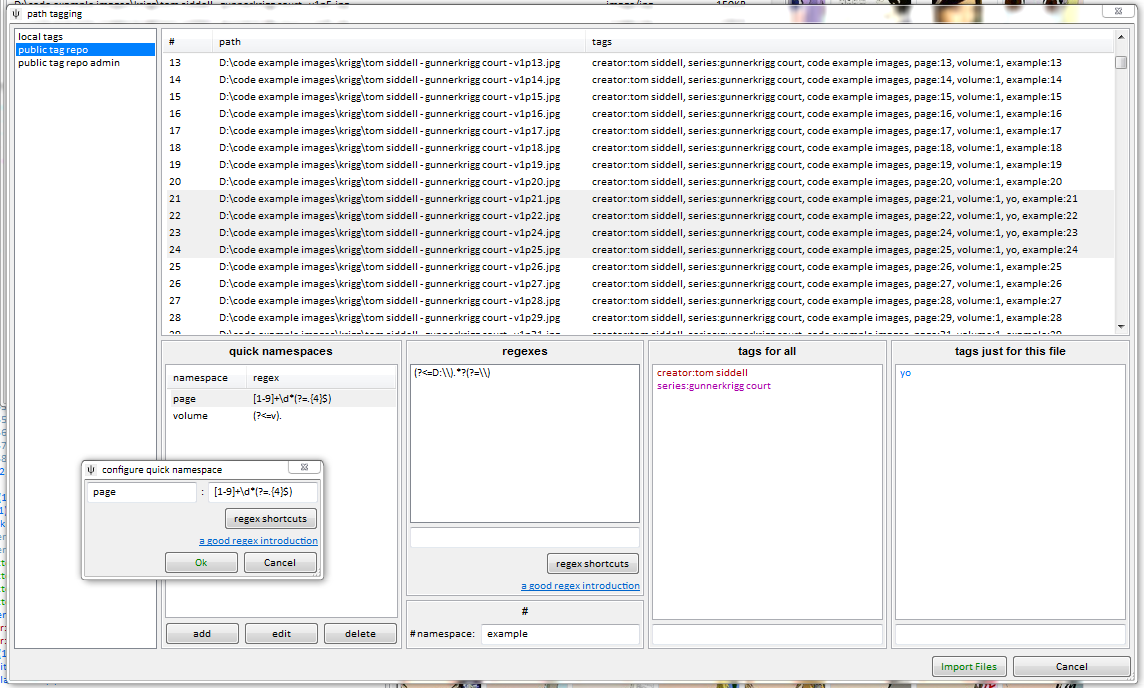 path tagging
local tags
public tag repo
public tag repo admin
# path tags
13 D:\code example images\krigg\tom siddell - gunnerkrigg court - v1p13.jpg creator:tom siddell, series:gunnerkrigg court, code example images, page:13, volume:1, example:13
14 D:\code example images\krigg\tom siddell - gunnerkrigg court - v1p14.jpg creator:tom siddell, series:gunnerkrigg court, code example images, page:14, volume:1, example:14
15 D:\code example images\krigg\tom siddell - gunnerkrigg court - v1p15.jpg creator:tom siddell, series:gunnerkrigg court, code example images, page:15, volume:1, example:15
16 D:\code example images\krigg\tom siddell - gunnerkrigg court - v1p16.jpg creator:tom siddell, series:gunnerkrigg court, code example images, page:16, volume:1, example:16
17 D:\code example images\krigg\tom siddell - gunnerkrigg court - v1p17.jpg creator:tom siddell, series:gunnerkrigg court, code example images, page:17, volume:1, example:17
18 D:\code example images\krigg\tom siddell - gunnerkrigg court - v1p18.jpg creator:tom siddell, series:gunnerkrigg court, code example images, page:18, volume:1, example:18
19 D:\code example images\krigg\tom siddell - gunnerkrigg court - v1p19.jpg creator:tom siddell, series:gunnerkrigg court, code example images, page:19, volume:1, example:19
20 D:\code example images\krigg\tom siddell - gunnerkrigg court - v1p20.jpg creator:tom siddell, series:gunnerkrigg court, code example images, page:20, volume:1, example:20
21 D:\code example images\krigg\tom siddell - gunnerkrigg court - v1p21.jpg creator:tom siddell, series:gunnerkrigg court, code example images, page:21, volume:1, yo, example:21
22 D:\code example images\krigg\tom siddell - gunnerkrigg court - v1p22.jpg creator:tom siddell, series:gunnerkrigg court, code example images, page:22, volume:1, yo, example:22
23 D:\code example images\krigg\tom siddell - gunnerkrigg court - v1p24.jpg creator:tom siddell, series:gunnerkrigg court, code example images, page:24, volume:1, yo, example:23
24 D:\code example images\krigg\tom siddell - gunnerkrigg court - v1p25.jpg creator:tom siddell, series:gunnerkrigg court, code example images, page:25, volume:1, yo, example:24
25 D:\code example images\krigg\tom siddell - gunnerkrigg court - v1p26.jpg creator:tom siddell, series:gunnerkrigg court, code example images, page:26, volume:1, example:25
26 D:\code example images\krigg\tom siddell - gunnerkrigg court - v1p27.jpg creator:tom siddell, series:gunnerkrigg court, code example images, page:27, volume:1, example:26
27 D:\code example images\krigg\tom siddell - gunnerkrigg court - v1p28.jpg creator:tom siddell, series:gunnerkrigg court, code example images, page:28, volume:1, example:27
28 D:\code example images\krigg\tom siddell - gunnerkrigg court - v1p29.jpg creator:tom siddell, series:gunnerkrigg court, code example images, page:29, volume:1, example:28
quick namespaces
namespace regex
page [1-9]+\d*(?=.{4}$)
volume (?<=v).
add edit delete
configure quick namespace
page : [1-9]+\d*(?=.{4}$)
regex shortcuts
a good regex introduction
Ok Cancel
regexes
(?<=D:\\).*?(?=\\)
regex shortcuts
a good regex introduction
#
# namespace: example
tags for all
creator:tom siddell
series:gunnerkrigg court
tags just for this file
yo
Import Files Cancel